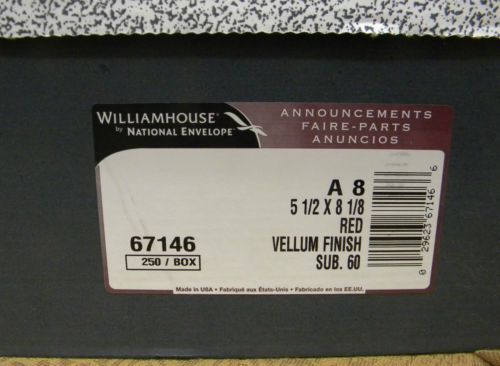 WILLIAMHOUSE®
by NATIONAL ENVELOPE
ANNOUNCEMENTS
FAIRE-PARTS
ANUNCIOS
A 8
5 1/2 X 8 1/8
RED
VELLUM FINISH
SUB. 60
67146
250 / BOX
0 29623 67146 6
Made in USA • Fabriqué aux États-Unis • Fabricado en los EE.UU.